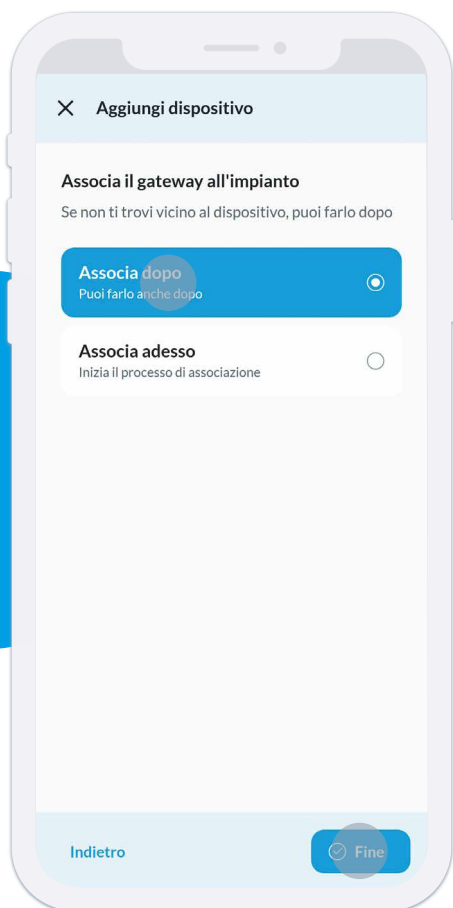 Aggiungi dispositivo
Associa il gateway all'impianto
Se non ti trovi vicino al dispositivo, puoi farlo dopo
Associa dopo
Puoi farlo anche dopo
Associa adesso
Inizia il processo di associazione
Indietro
Fine